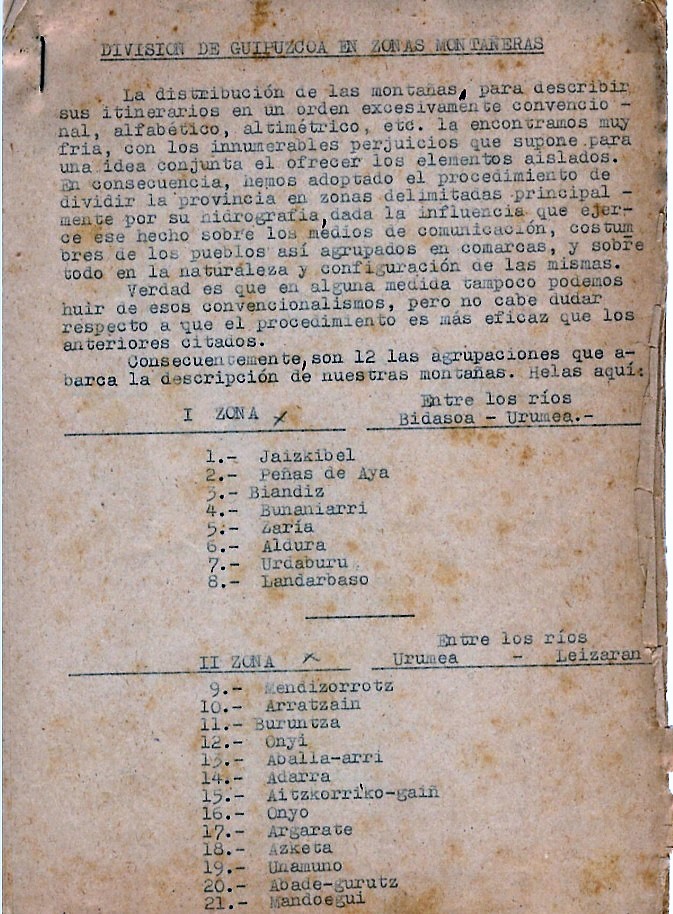 DIVISION DE GUIPUZCOA EN ZONAS MONTAÑERAS
La distribución de las montañas, para describir
sus itinerarios en un orden excesivamente convencio -
nal, alfabético, altimétrico, etc. la encontramos muy
fria, con los innumerables perjuicios que supone para
una idea conjunta el ofrecer los elementos aislados.
En consecuencia, hemos adoptado el procedimiento de
dividir la provincia en zonas delimitadas principal -
mente por su hidrografía, dada la influencia que ejer-
ce ese hecho sobre los medios de comunicación, costum
bres de los pueblos así agrupados en comarcas, y sobre
todo en la naturaleza y configuración de las mismas.
Verdad es que en alguna medida tampoco podemos
huir de esos convencionalismos, pero no cabe dudar
respecto a que el procedimiento es más eficaz que los
anteriores citados.
Consecuentemente, son 12 las agrupaciones que a-
barca la descripción de nuestras montañas. Helas aquí:
I ZONA x
Entre los ríos
Bidasoa - Urumea.-
1.- Jaizkibel
2.- Peñas de Aya
3.- Biandiz
4.- Bunaniarri
5.- Zaría
6.- Aldura
7.- Urdaburu
8.- Landarbaso
II ZONA x
Entre los ríos
Urumea - Leizaran
9.- Mendizorrotz
10.- Arratzain
11.- Buruntza
12.- Onyi
13.- Aballa-arri
14.- Adarra
15.- Aitzkorriko-gaiñ
16.- Onyo
17.- Argarate
18.- Azketa
19.- Unamuno
20.- Abade-gurutz
21.- Mandoegui